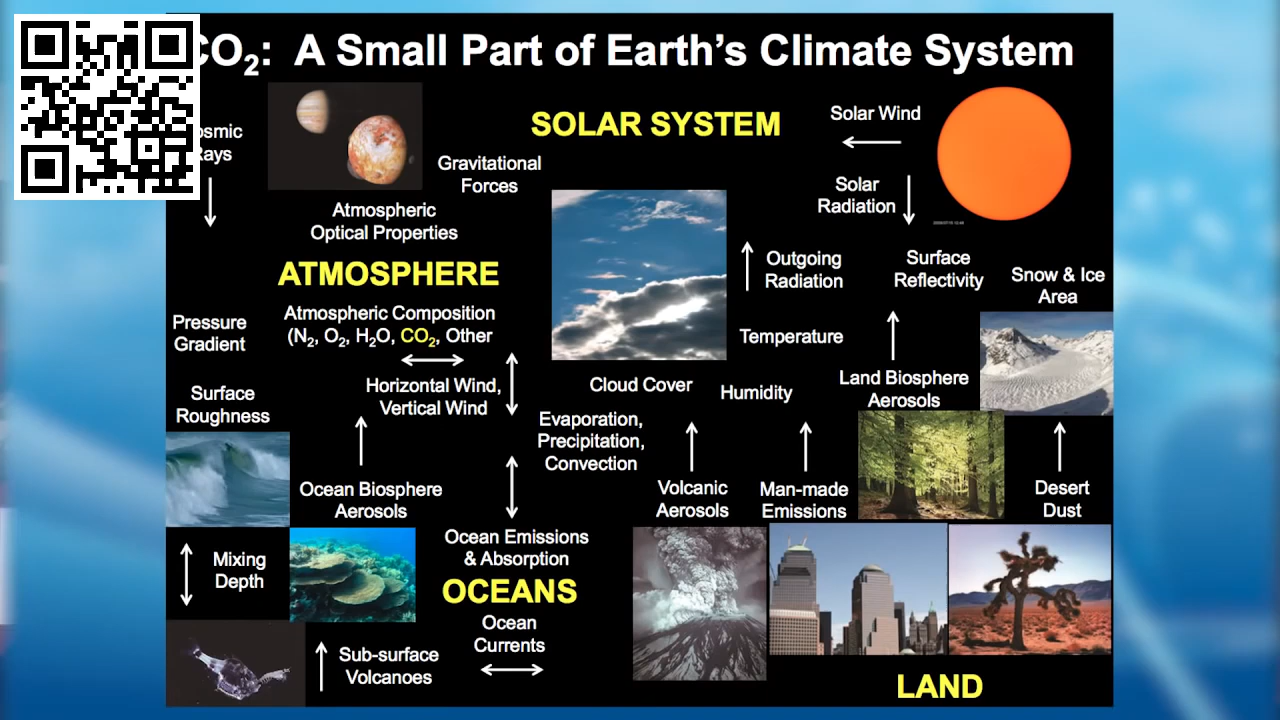 CO₂: A Small Part of Earth's Climate System
SOLAR SYSTEM
Solar Wind
osmic
Rays
Gravitational
Forces
Solar
Radiation
Atmospheric
Optical Properties
ATMOSPHERE
Outgoing
Radiation
Surface
Reflectivity
Snow & Ice
Area
Atmospheric Composition
(N₂, O₂, H₂O, CO₂, Other
Pressure
Gradient
Temperature
Horizontal Wind,
Vertical Wind
Surface
Roughness
Cloud Cover
Humidity
Land Biosphere
Aerosols
Evaporation,
Precipitation,
Convection
Ocean Biosphere
Aerosols
Volcanic
Aerosols
Man-made
Emissions
Desert
Dust
Ocean Emissions
& Absorption
Mixing
Depth
OCEANS
Ocean
Currents
Sub-surface
Volcanoes
LAND